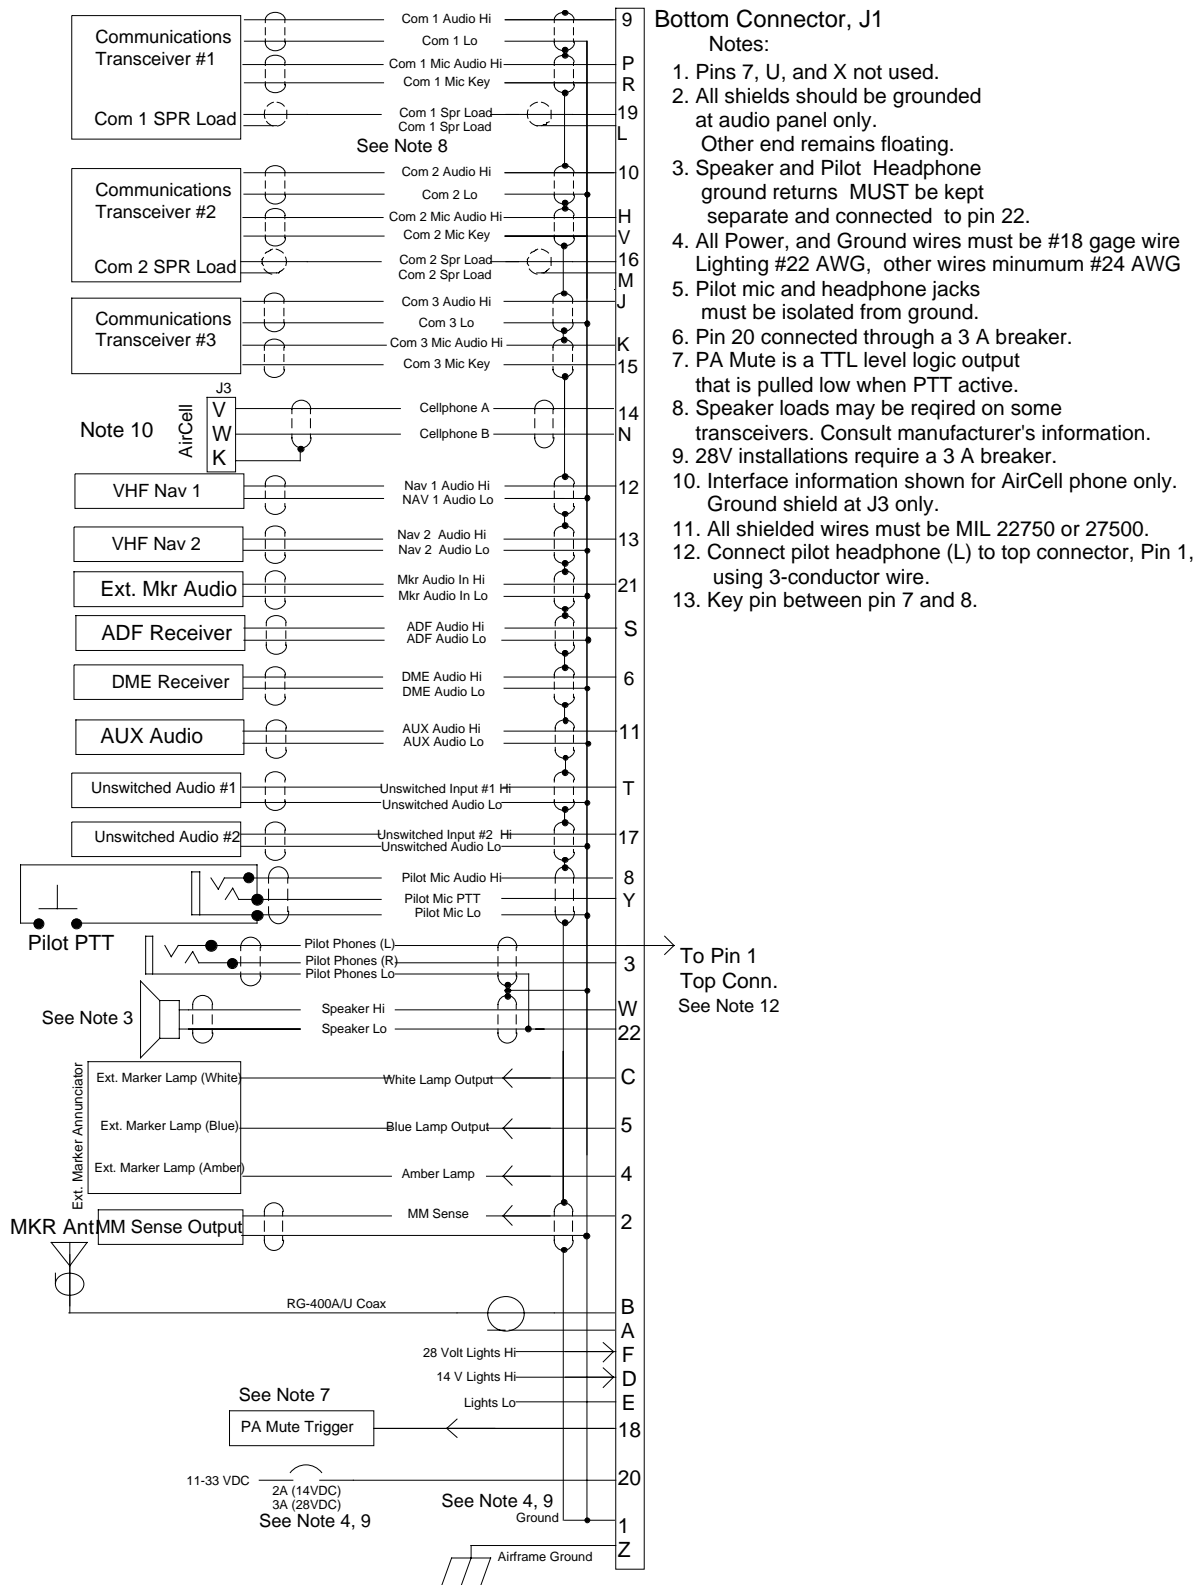 Bottom Connector, J1
Notes:
1. Pins 7, U, and X not used.
2. All shields should be grounded
at audio panel only.
Other end remains floating.
3. Speaker and Pilot Headphone
ground returns MUST be kept
separate and connected to pin 22.
4. All Power, and Ground wires must be #18 gage wire
Lighting #22 AWG, other wires minumum #24 AWG
5. Pilot mic and headphone jacks
must be isolated from ground.
6. Pin 20 connected through a 3 A breaker.
7. PA Mute is a TTL level logic output
that is pulled low when PTT active.
8. Speaker loads may be reqired on some
transceivers. Consult manufacturer's information.
9. 28V installations require a 3 A breaker.
10. Interface information shown for AirCell phone only.
Ground shield at J3 only.
11. All shielded wires must be MIL 22750 or 27500.
12. Connect pilot headphone (L) to top connector, Pin 1,
using 3-conductor wire.
13. Key pin between pin 7 and 8.
Communications
Transceiver #1
Com 1 Audio Hi 9
Com 1 Lo
Com 1 Mic Audio Hi P
Com 1 Mic Key R
Com 1 SPR Load
Com 1 Spr Load 19
Com 1 Spr Load L
See Note 8
Communications
Transceiver #2
Com 2 Audio Hi 10
Com 2 Lo
Com 2 Mic Audio Hi H
Com 2 Mic Key V
Com 2 SPR Load
Com 2 Spr Load 16
Com 2 Spr Load M
Communications
Transceiver #3
Com 3 Audio Hi J
Com 3 Lo
Com 3 Mic Audio Hi K
Com 3 Mic Key 15
Note 10
AirCell
J3
V Cellphone A 14
W Cellphone B N
K
VHF Nav 1
Nav 1 Audio Hi 12
NAV 1 Audio Lo
VHF Nav 2
Nav 2 Audio Hi 13
Nav 2 Audio Lo
Ext. Mkr Audio
Mkr Audio In Hi 21
Mkr Audio In Lo
ADF Receiver
ADF Audio Hi S
ADF Audio Lo
DME Receiver
DME Audio Hi 6
DME Audio Lo
AUX Audio
AUX Audio Hi 11
AUX Audio Lo
Unswitched Audio #1
Unswitched Input #1 Hi T
Unswitched Audio Lo
Unswitched Audio #2
Unswitched Input #2 Hi 17
Unswitched Audio Lo
Pilot Mic Audio Hi 8
Pilot Mic PTT Y
Pilot Mic Lo
Pilot PTT
Pilot Phones (L)
Pilot Phones (R) 3
Pilot Phones Lo
To Pin 1
Top Conn.
See Note 12
See Note 3
Speaker Hi W
Speaker Lo 22
Ext. Marker Annunciator
Ext. Marker Lamp (White) White Lamp Output C
Ext. Marker Lamp (Blue) Blue Lamp Output 5
Ext. Marker Lamp (Amber) Amber Lamp 4
MKR Ant.
MM Sense Output
MM Sense 2
RG-400A/U Coax B
A
28 Volt Lights Hi F
14 V Lights Hi D
Lights Lo E
See Note 7
PA Mute Trigger 18
11-33 VDC 20
2A (14VDC)
3A (28VDC)
See Note 4, 9
See Note 4, 9
Ground 1
Airframe Ground Z